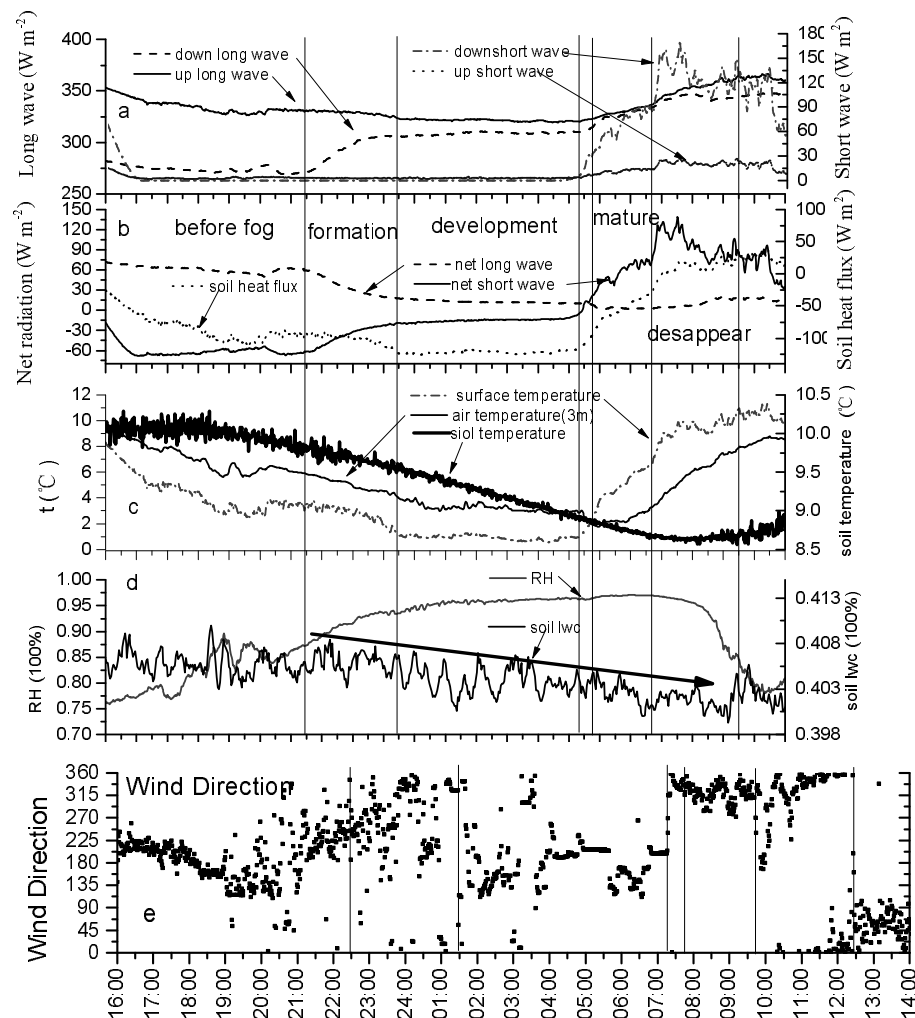 Long wave (W m⁻²)
400
350
300
250
down long wave
up long wave
a
downshort wave
up short wave
180
150
120
90
60
30
0
Short wave (W m²)
Net radiation (W m⁻²)
150
120
90
60
30
0
-30
-60
b
before fog
formation
development
mature
soil heat flux
net long wave
net short wave
desappear
100
50
0
-50
-100
Soil heat flux (W m²)
t (℃)
12
10
8
6
4
2
0
c
surface temperature
air temperature(3m)
siol temperature
10.5
10.0
9.5
9.0
8.5
soil temperature (℃)
RH (100%)
1.00
0.95
0.90
0.85
0.80
0.75
0.70
d
RH
soil lwc
0.413
0.408
0.403
0.398
soil lwc (100%)
Wind Direction
360
315
270
225
180
135
90
45
0
Wind Direction
e
16:00
17:00
18:00
19:00
20:00
21:00
22:00
23:00
24:00
01:00
02:00
03:00
04:00
05:00
06:00
07:00
08:00
09:00
10:00
11:00
12:00
13:00
14:00